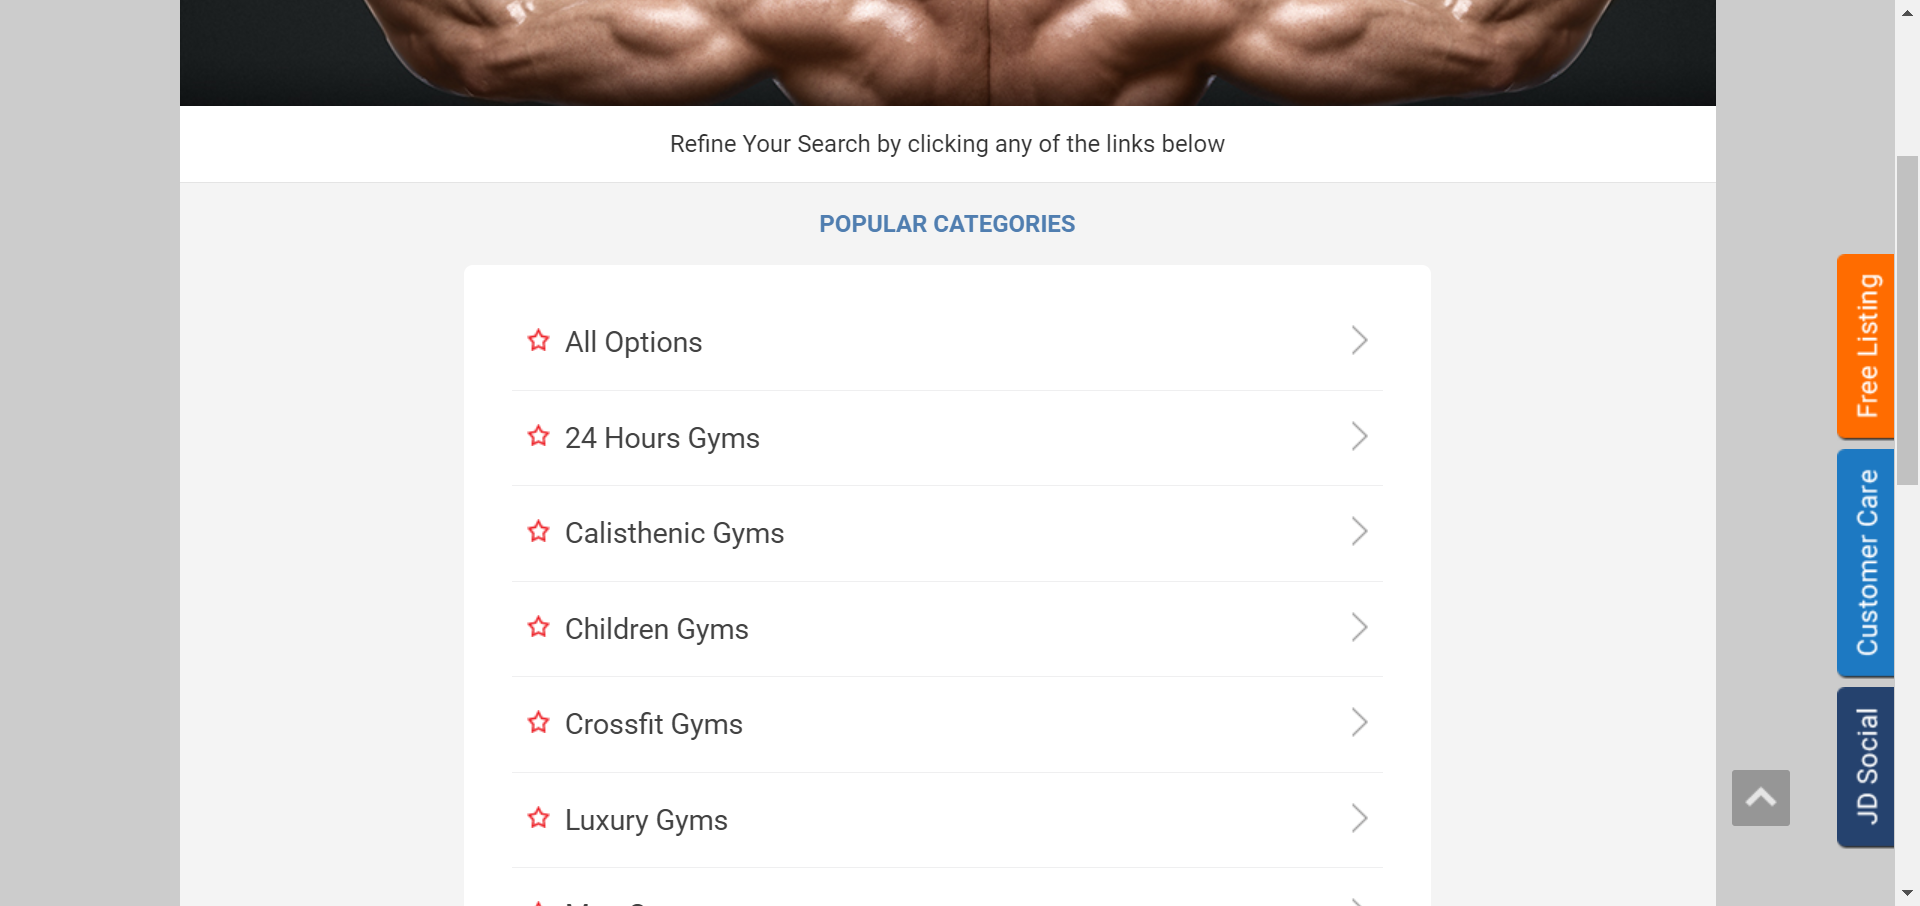 Refine Your Search by clicking any of the links below
POPULAR CATEGORIES
All Options
24 Hours Gyms
Calisthenic Gyms
Children Gyms
Crossfit Gyms
Luxury Gyms
Free Listing
Customer Care
JD Social